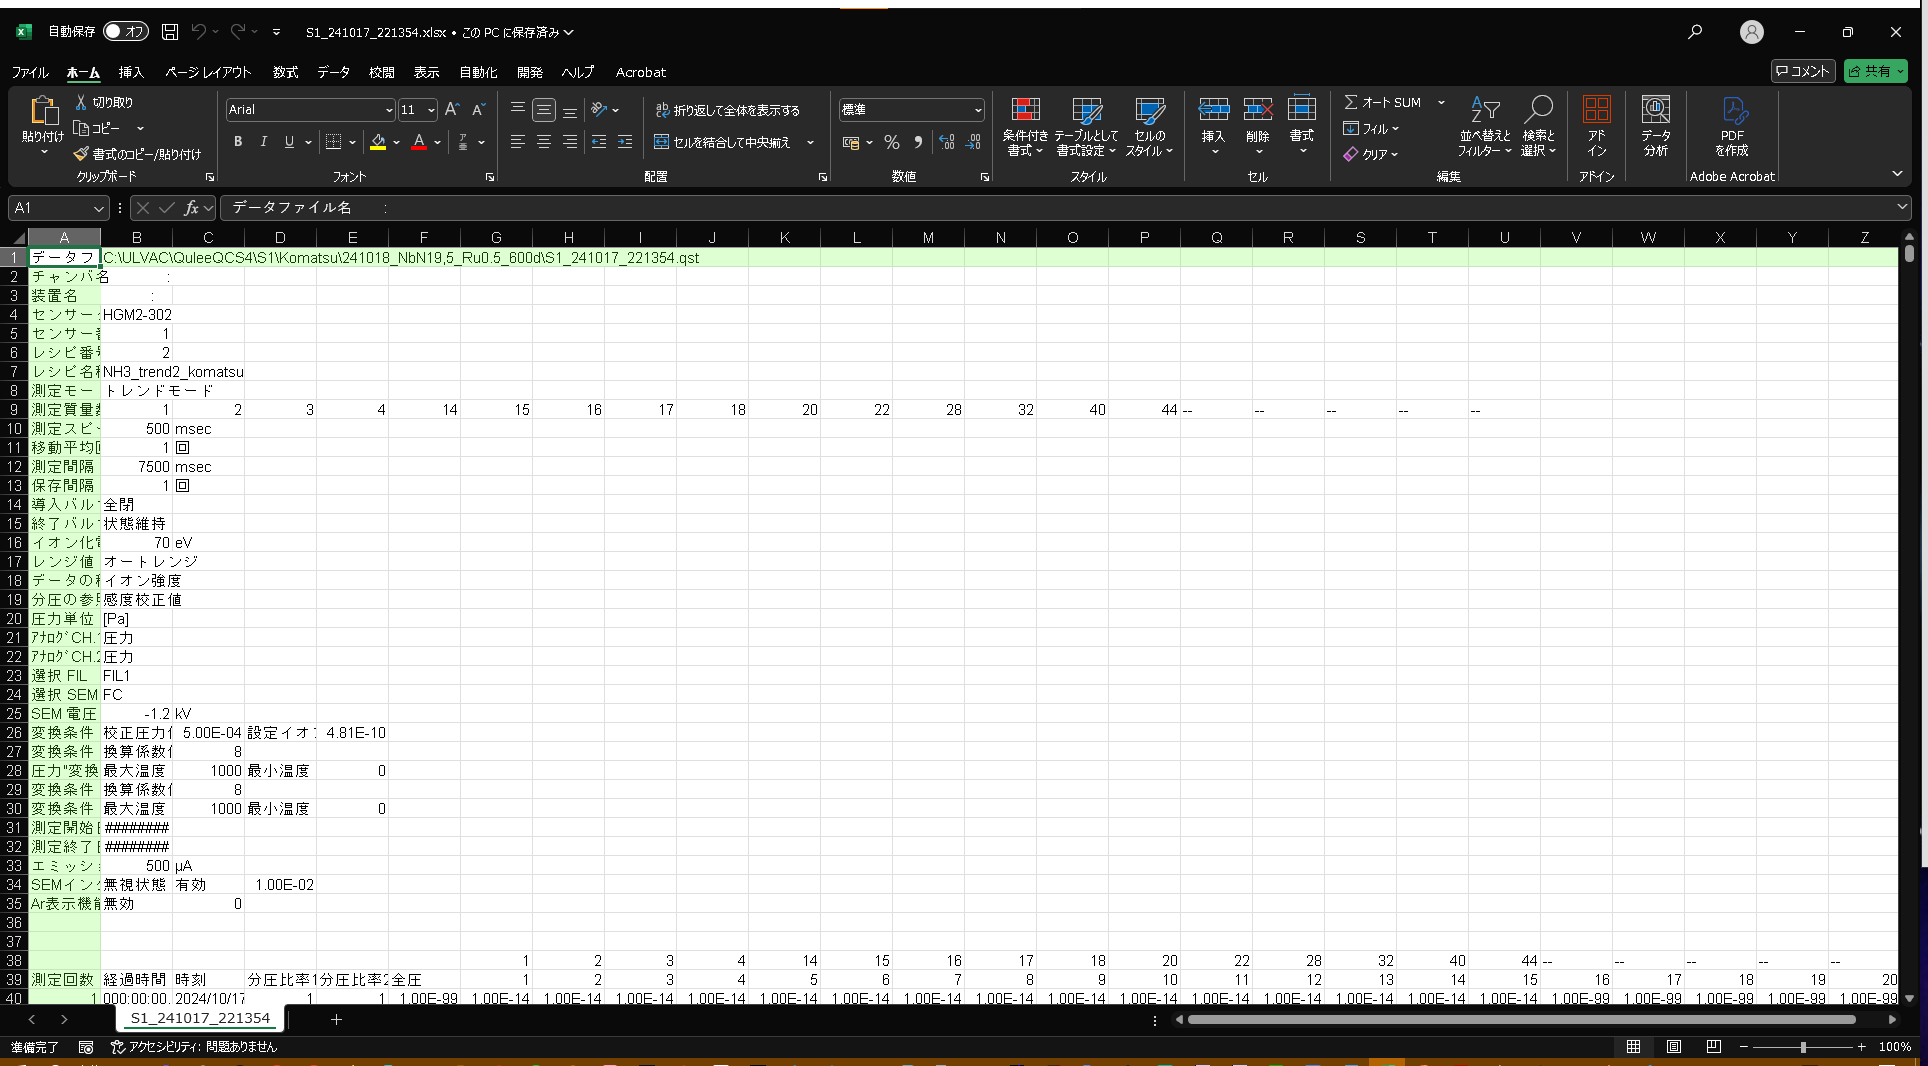 自動保存 オフ S1_241017_221354.xlsx • この PC に保存済み
ファイル ホーム 挿入 ページ レイアウト 数式 データ 校閲 表示 自動化 開発 ヘルプ Acrobat コメント 共有
貼り付け 切り取り コピー 書式のコピー/貼り付け クリップボード
Arial 11 B I U フォント
折り返して全体を表示する セルを結合して中央揃え 配置
標準 % 数値
条件付き書式 テーブルとして書式設定 セルのスタイル スタイル
挿入 削除 書式 セル
オート SUM フィル クリア 並べ替えとフィルター 検索と選択 編集
アドイン アドイン
データ分析
PDF を作成 Adobe Acrobat
A1 fx データファイル名 :
A B C D E F G H I J K L M N O P Q R S T U V W X Y Z
1 データフ C:\ULVAC\QuleeQCS4\S1\Komatsu\241018_NbN19,5_Ru0.5_600d\S1_241017_221354.qst
2 チャンバ名 :
3 装置名 :
4 センサー HGM2-302
5 センサー 1
6 レシピ番 2
7 レシピ名 NH3_trend2_komatsu
8 測定モー トレンドモード
9 測定質量 1 2 3 4 14 15 16 17 18 20 22 28 32 40 44 -- -- -- -- --
10 測定スピ 500 msec
11 移動平均 1 回
12 測定間隔 7500 msec
13 保存間隔 1 回
14 導入バル 全閉
15 終了バル 状態維持
16 イオン化 70 eV
17 レンジ値 オートレンジ
18 データの イオン強度
19 分圧の参 感度校正値
20 圧力単位 [Pa]
21 ｱﾅﾛｸﾞCH.1 圧力
22 ｱﾅﾛｸﾞCH.2 圧力
23 選択 FIL FIL1
24 選択 SEM FC
25 SEM 電圧 -1.2 kV
26 変換条件 校正圧力 5.00E-04 設定イオ 4.81E-10
27 変換条件 換算係数 8
28 圧力"変換 最大温度 1000 最小温度 0
29 変換条件 換算係数 8
30 変換条件 最大温度 1000 最小温度 0
31 測定開始 ########
32 測定終了 ########
33 エミッシ 500 µA
34 SEMイン 無視状態 有効 1.00E-02
35 Ar表示機 無効 0
36
37
38 1 2 3 4 14 15 16 17 18 20 22 28 32 40 44 -- -- -- -- --
39 測定回数 経過時間 時刻 分圧比率1 分圧比率2 全圧 1 2 3 4 5 6 7 8 9 10 11 12 13 14 15 16 17 18 19 20
40 1 000:00:00. 2024/10/17 1 1 1.00E-99 1.00E-14 1.00E-14 1.00E-14 1.00E-14 1.00E-14 1.00E-14 1.00E-14 1.00E-14 1.00E-14 1.00E-14 1.00E-14 1.00E-14 1.00E-14 1.00E-14 1.00E-14 1.00E-99 1.00E-99 1.00E-99 1.00E-99 1.00E-99
S1_241017_221354
準備完了 アクセシビリティ: 問題ありません 100%